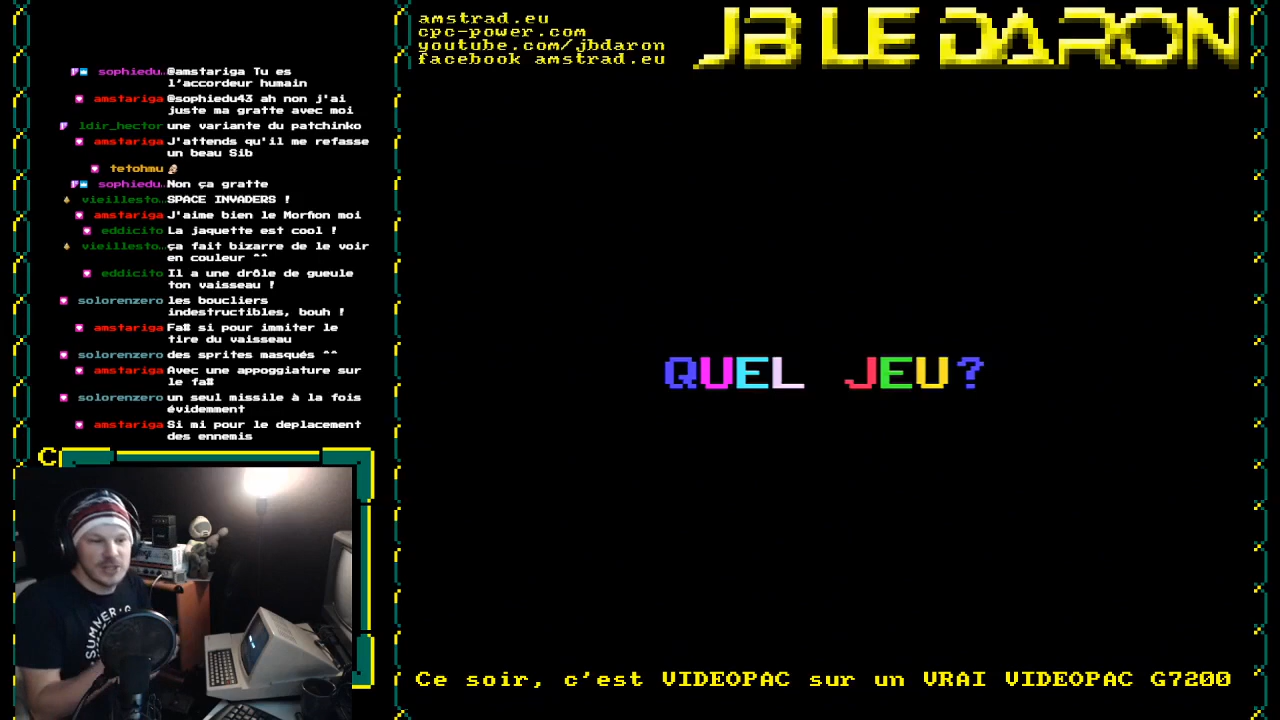 amstrad.eu
cpc-power.com
youtube.com/jbdaron
facebook amstrad.eu
JB LE DARON
sophiedu.. @amstariga Tu es
l'accordeur humain
amstariga @sophiedu43 ah non j'ai
juste ma gratte avec moi
ldir_hector une variante du patchinko
amstariga J'attends qu'il me refasse
un beau Sib
tetohmu
sophiedu.. Non ça gratte
vieillesto.. SPACE INVADERS !
amstariga J'aime bien le Morfion moi
eddicito La jaquette est cool !
vieillesto.. ça fait bizarre de le voir
en couleur ^^
eddicito Il a une drôle de gueule
ton vaisseau !
solorenzero les boucliers
indestructibles, bouh !
amstariga Fa# si pour immiter le
tire du vaisseau
solorenzero des sprites masqués ^^
amstariga Avec une appoggiature sur
le fa#
solorenzero un seul missile à la fois
évidemment
amstariga Si mi pour le deplacement
des ennemis
C
SUMMER
QUEL JEU?
Ce soir, c'est VIDEOPAC sur un VRAI VIDEOPAC G7200